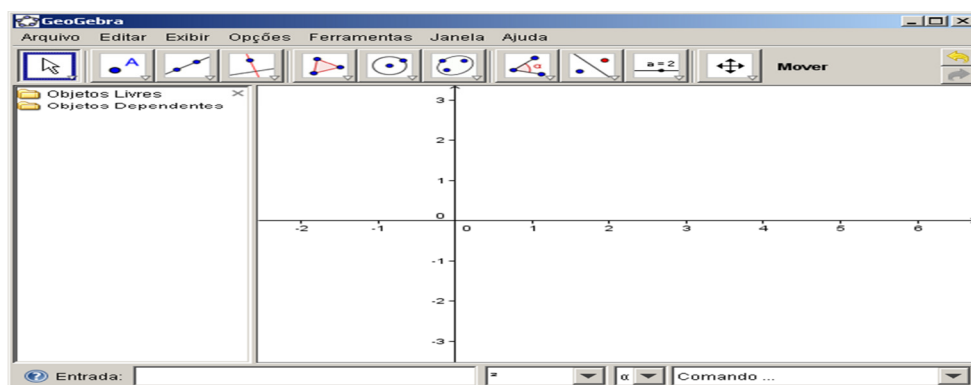 GeoGebra
Arquivo Editar Exibir Opções Ferramentas Janela Ajuda
A α a = 2 Mover
Objetos Livres
Objetos Dependentes
3
2
1
0
-2 -1 0 1 2 3 4 5 6
-1
-2
-3
Entrada: ² α Comando ...